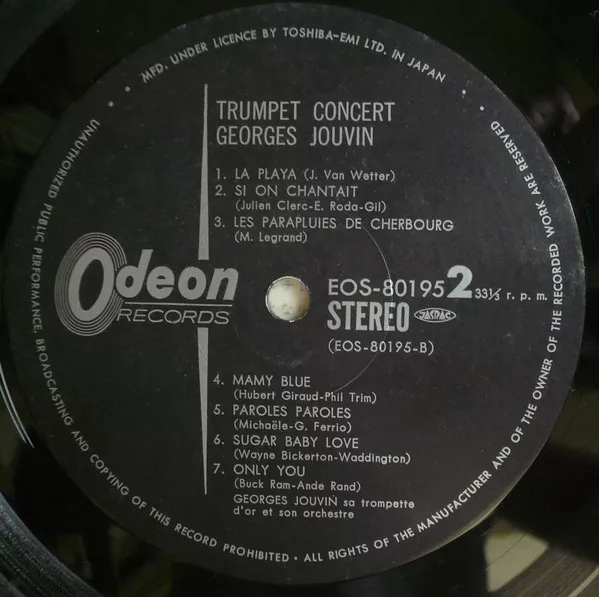 MFD. UNDER LICENCE BY TOSHIBA-EMI LTD. IN JAPAN
TRUMPET CONCERT
GEORGES JOUVIN
1. LA PLAYA (J. Van Wetter)
2. SI ON CHANTAIT
(Julien Clerc-E. Roda-Gil)
3. LES PARAPLUIES DE CHERBOURG
(M. Legrand)
Odeon
RECORDS
EOS-80195 2 33⅓ r. p. m.
STEREO JASRAC
(EOS-80195-B)
4. MAMY BLUE
(Hubert Giraud-Phil Trim)
5. PAROLES PAROLES
(Michaële-G. Ferrio)
6. SUGAR BABY LOVE
(Wayne Bickerton-Waddington)
7. ONLY YOU
(Buck Ram-Ande Rand)
GEORGES JOUVIN sa trompette
d'or et son orchestre
UNAUTHORIZED PUBLIC PERFORMANCE, BROADCASTING AND COPYING OF THIS RECORD PROHIBITED • ALL RIGHTS OF THE MANUFACTURER AND OF THE OWNER OF THE RECORDED WORK ARE RESERVED